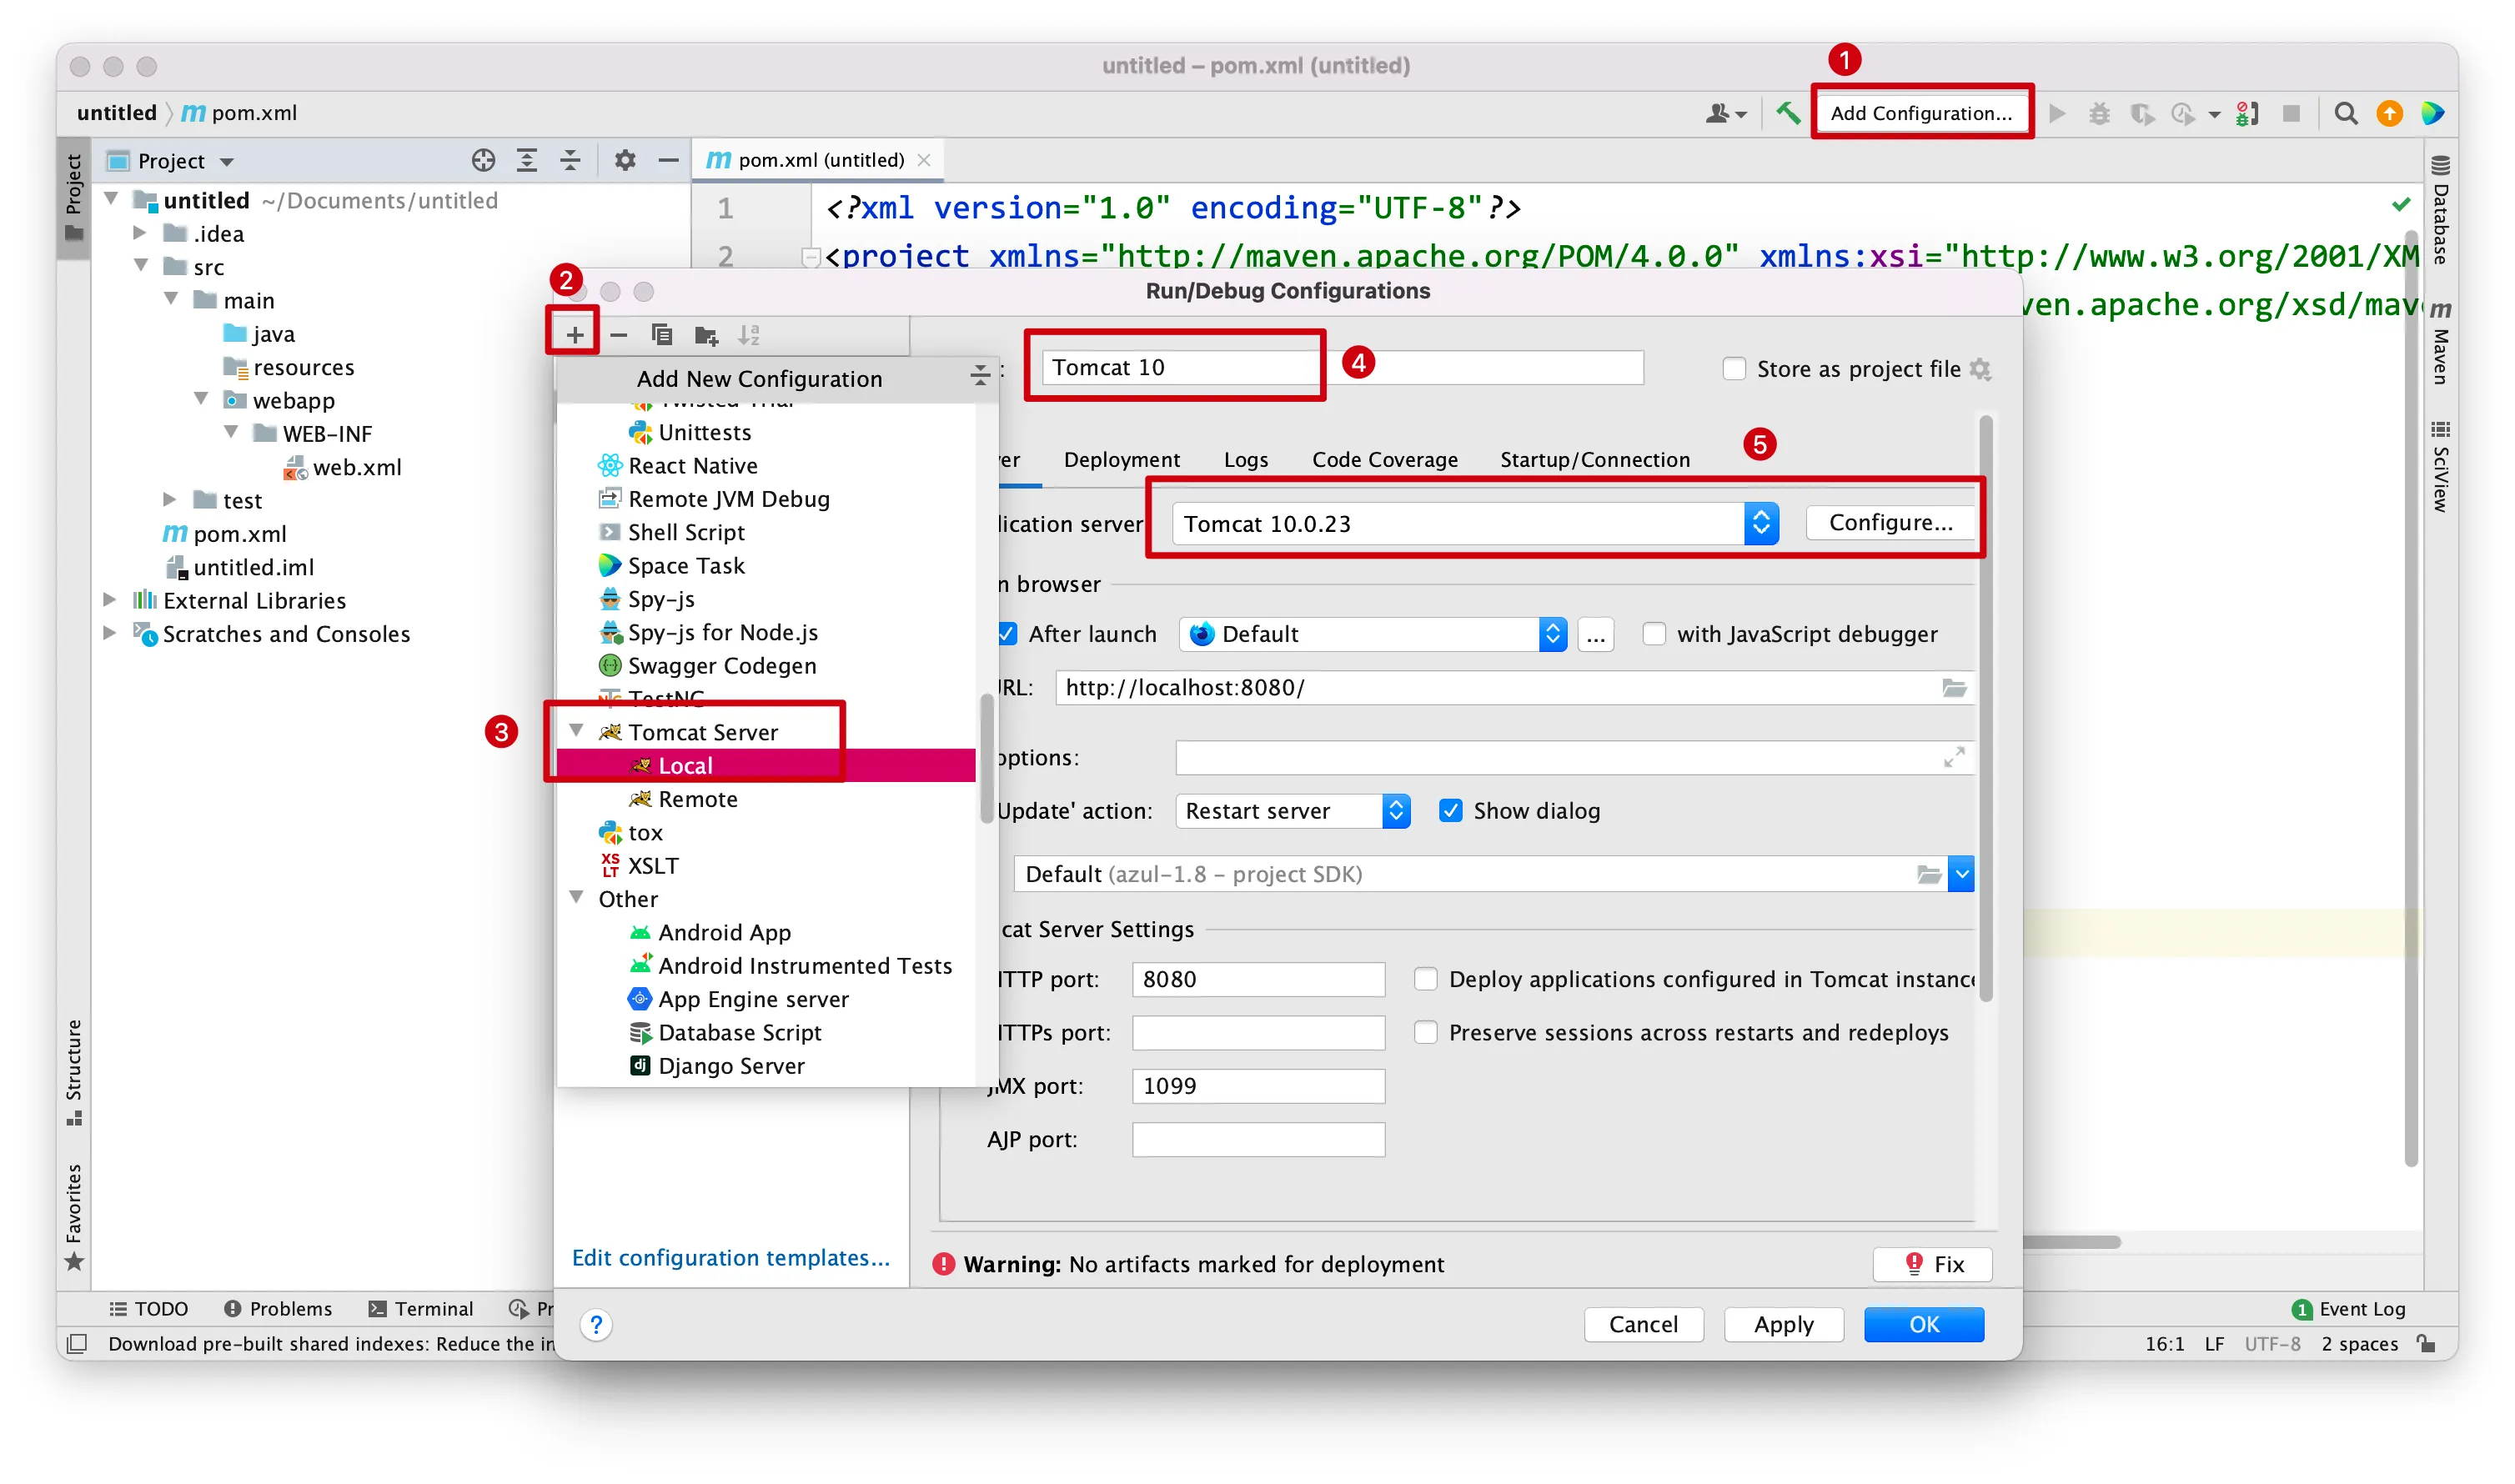 untitled – pom.xml (untitled)
1
untitled
pom.xml
Add Configuration...
Project
Project
pom.xml (untitled)
Database
Maven
SciView
untitled ~/Documents/untitled
.idea
src
main
java
resources
webapp
WEB-INF
web.xml
test
pom.xml
untitled.iml
External Libraries
Scratches and Consoles
1 <?xml version="1.0" encoding="UTF-8"?>
2 <project xmlns="http://maven.apache.org/POM/4.0.0" xmlns:xsi="http://www.w3.org/2001/XM
ven.apache.org/xsd/mav
2
Run/Debug Configurations
Add New Configuration
Twisted Trial
Unittests
React Native
Remote JVM Debug
Shell Script
Space Task
Spy-js
Spy-js for Node.js
Swagger Codegen
TestNG
3
Tomcat Server
Local
Remote
tox
XSLT
Other
Android App
Android Instrumented Tests
App Engine server
Database Script
Django Server
Edit configuration templates...
: Tomcat 10
4
Store as project file
5
er
Deployment
Logs
Code Coverage
Startup/Connection
lication server
Tomcat 10.0.23
Configure...
n browser
After launch
Default
...
with JavaScript debugger
RL:
http://localhost:8080/
options:
Update' action:
Restart server
Show dialog
Default (azul-1.8 – project SDK)
cat Server Settings
TTP port:
8080
Deploy applications configured in Tomcat instance
TTPs port:
Preserve sessions across restarts and redeploys
JMX port:
1099
AJP port:
Warning: No artifacts marked for deployment
Fix
?
Cancel
Apply
OK
Structure
Favorites
TODO
Problems
Terminal
Pr
1 Event Log
Download pre-built shared indexes: Reduce the in
16:1
LF
UTF-8
2 spaces